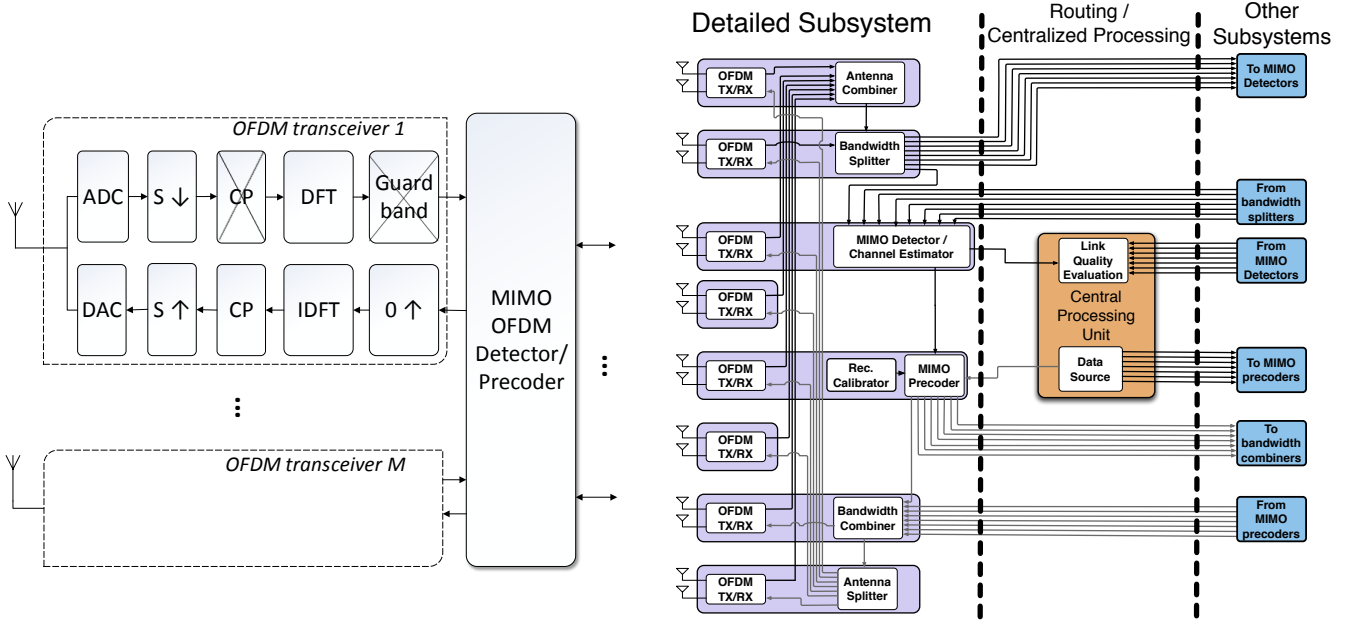 OFDM transceiver 1
ADC
S ↓
CP
DFT
Guard
band
DAC
S ↑
CP
IDFT
0 ↑
MIMO
OFDM
Detector/
Precoder
...
...
OFDM transceiver M
Detailed Subsystem
Routing /
Centralized Processing
Other
Subsystems
OFDM
TX/RX
Antenna
Combiner
To MIMO
Detectors
OFDM
TX/RX
Bandwidth
Splitter
From
bandwidth
splitters
OFDM
TX/RX
MIMO Detector /
Channel Estimator
Link
Quality
Evaluation
From
MIMO
Detectors
OFDM
TX/RX
Central
Processing
Unit
OFDM
TX/RX
Rec.
Calibrator
MIMO
Precoder
Data
Source
To MIMO
precoders
OFDM
TX/RX
To
bandwidth
combiners
OFDM
TX/RX
Bandwidth
Combiner
From
MIMO
precoders
OFDM
TX/RX
Antenna
Splitter